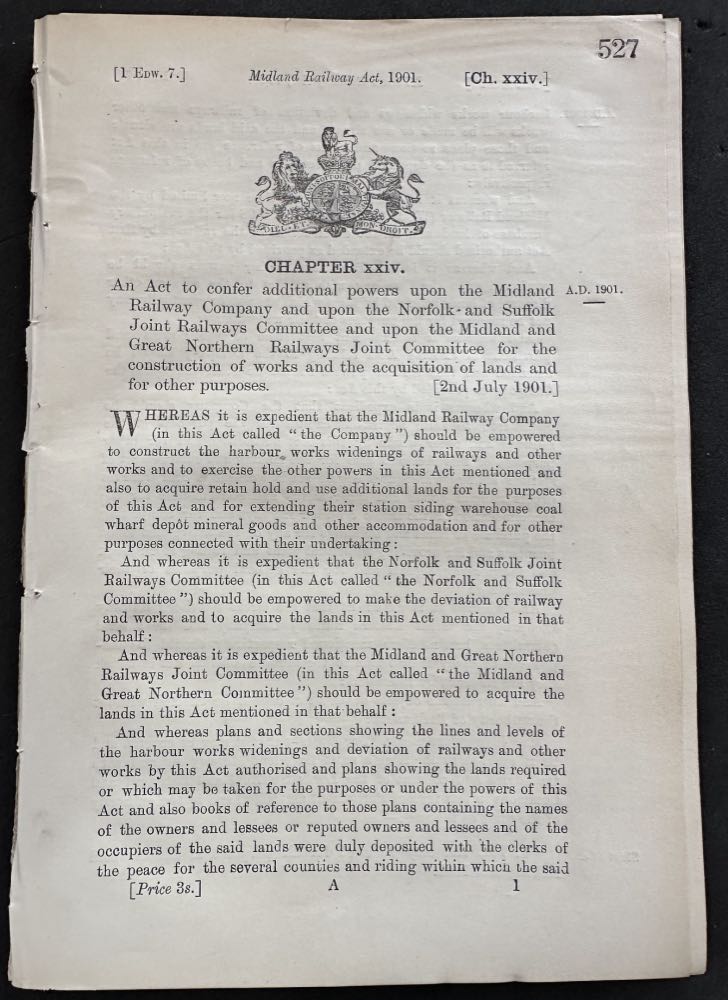 527
[1 Edw. 7.] Midland Railway Act, 1901. [Ch. xxiv.]
DIEU ET MON DROIT.
CHAPTER xxiv.
An Act to confer additional powers upon the Midland A.D. 1901.
Railway Company and upon the Norfolk and Suffolk
Joint Railways Committee and upon the Midland and
Great Northern Railways Joint Committee for the
construction of works and the acquisition of lands and
for other purposes. [2nd July 1901.]
WHEREAS it is expedient that the Midland Railway Company
(in this Act called “the Company”) should be empowered
to construct the harbour works widenings of railways and other
works and to exercise the other powers in this Act mentioned and
also to acquire retain hold and use additional lands for the purposes
of this Act and for extending their station siding warehouse coal
wharf depôt mineral goods and other accommodation and for other
purposes connected with their undertaking:
And whereas it is expedient that the Norfolk and Suffolk Joint
Railways Committee (in this Act called “the Norfolk and Suffolk
Committee”) should be empowered to make the deviation of railway
and works and to acquire the lands in this Act mentioned in that
behalf:
And whereas it is expedient that the Midland and Great Northern
Railways Joint Committee (in this Act called “the Midland and
Great Northern Committee”) should be empowered to acquire the
lands in this Act mentioned in that behalf:
And whereas plans and sections showing the lines and levels of
the harbour works widenings and deviation of railways and other
works by this Act authorised and plans showing the lands required
or which may be taken for the purposes or under the powers of this
Act and also books of reference to those plans containing the names
of the owners and lessees or reputed owners and lessees and of the
occupiers of the said lands were duly deposited with the clerks of
the peace for the several counties and riding within which the said
[Price 3s.] A 1